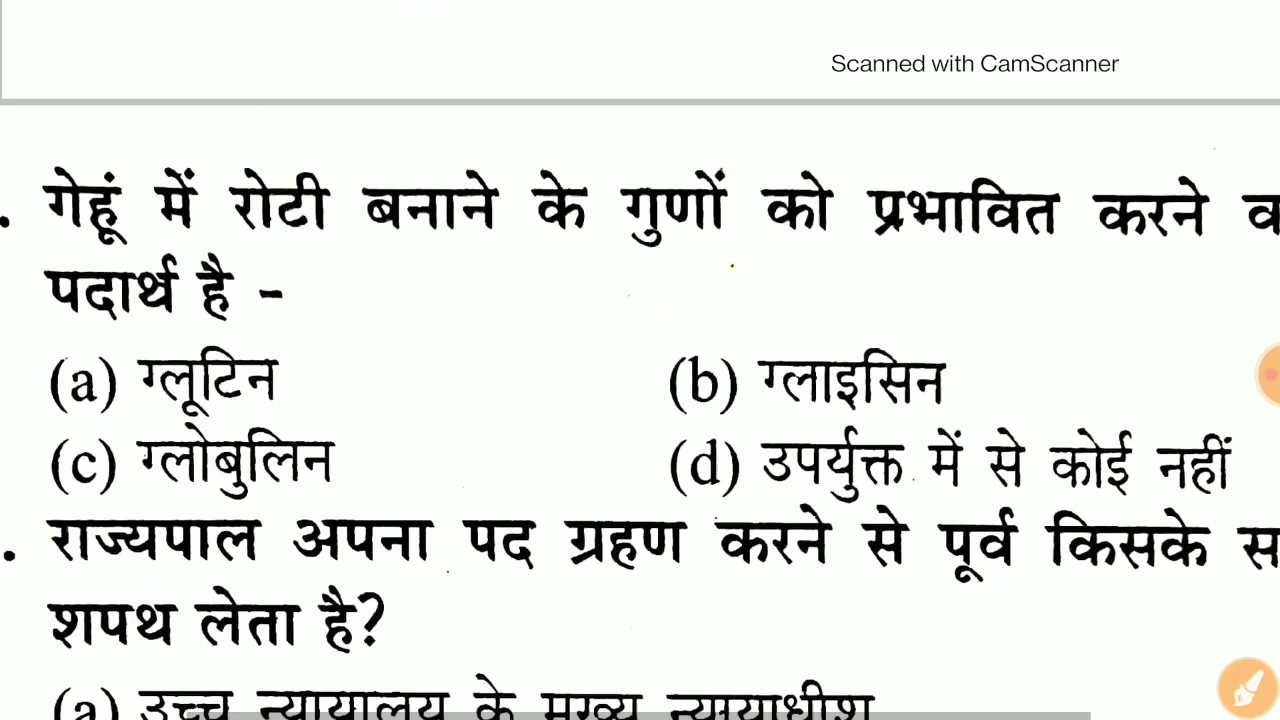 Scanned with CamScanner
. गेहूं में रोटी बनाने के गुणों को प्रभावित करने
पदार्थ है -
(a) ग्लूटिन (b) ग्लाइसिन
(c) ग्लोबुलिन (d) उपर्युक्त में से कोई नहीं
. राज्यपाल अपना पद ग्रहण करने से पूर्व किसके
शपथ लेता है?
(a) उच्च न्यायालय के मुख्य न्यायाधीश